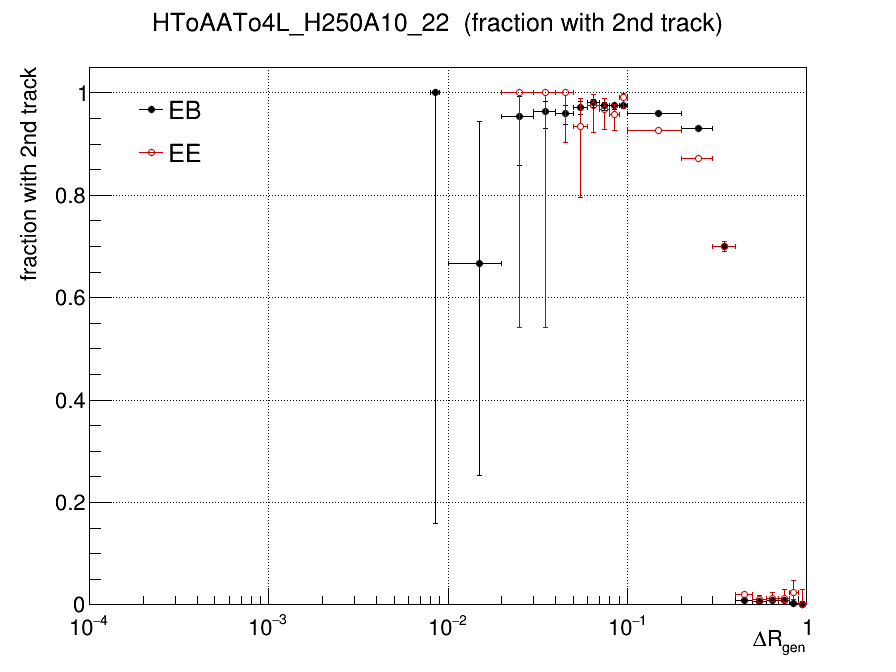 HToAATo4L_H250A10_22 (fraction with 2nd track)
fraction with 2nd track
1
0.8
0.6
0.4
0.2
0
EB
EE
10⁻⁴
10⁻³
10⁻²
10⁻¹
1
ΔR_gen